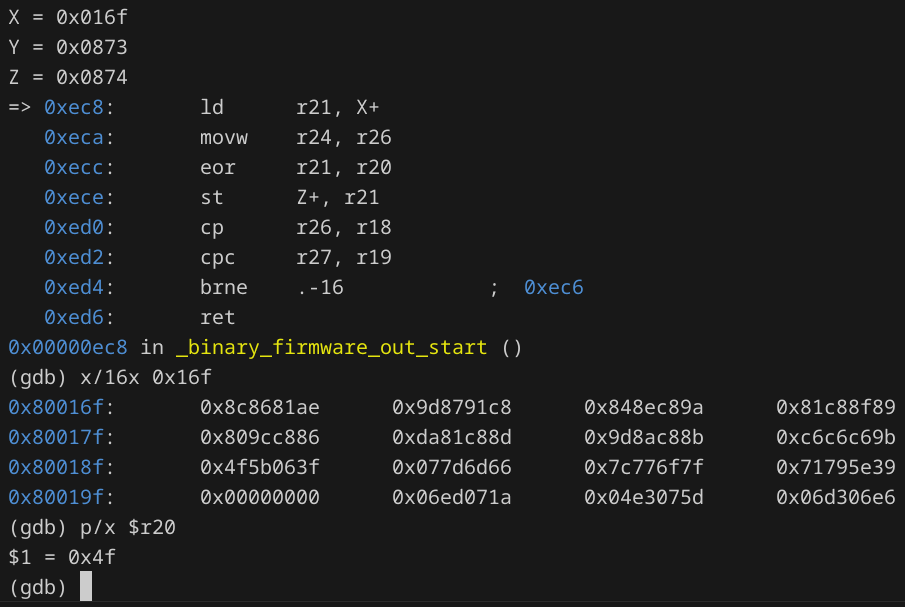 X = 0x016f
Y = 0x0873
Z = 0x0874
=> 0xec8: ld r21, X+
0xeca: movw r24, r26
0xecc: eor r21, r20
0xece: st Z+, r21
0xed0: cp r26, r18
0xed2: cpc r27, r19
0xed4: brne .-16 ; 0xec6
0xed6: ret
0x00000ec8 in _binary_firmware_out_start ()
(gdb) x/16x 0x16f
0x80016f: 0x8c8681ae 0x9d8791c8 0x848ec89a 0x81c88f89
0x80017f: 0x809cc886 0xda81c88d 0x9d8ac88b 0xc6c6c69b
0x80018f: 0x4f5b063f 0x077d6d66 0x7c776f7f 0x71795e39
0x80019f: 0x00000000 0x06ed071a 0x04e3075d 0x06d306e6
(gdb) p/x $r20
$1 = 0x4f
(gdb)